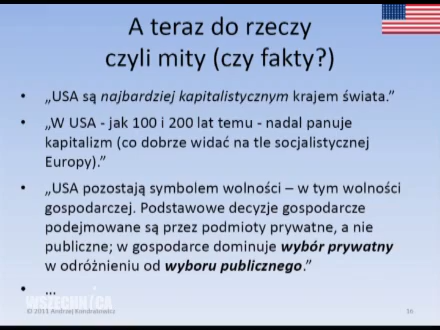 A teraz do rzeczy
czyli mity (czy fakty?)
• „USA są najbardziej kapitalistycznym krajem świata.”
• „W USA - jak 100 i 200 lat temu - nadal panuje
kapitalizm (co dobrze widać na tle socjalistycznej
Europy).”
• „USA pozostają symbolem wolności – w tym wolności
gospodarczej. Podstawowe decyzje gospodarcze
podejmowane są przez podmioty prywatne, a nie
publiczne; w gospodarce dominuje wybór prywatny
w odróżnieniu od wyboru publicznego.”
• ...
WSZECHNICA
© 2011 Andrzej Kondratowicz
16